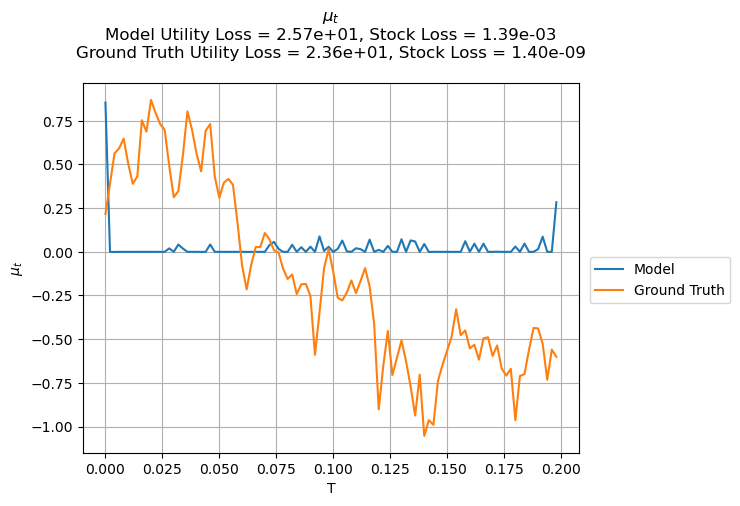 μₜ
Model Utility Loss = 2.57e+01, Stock Loss = 1.39e-03
Ground Truth Utility Loss = 2.36e+01, Stock Loss = 1.40e-09
0.75
0.50
0.25
0.00
−0.25
−0.50
−0.75
−1.00
μₜ
0.000 0.025 0.050 0.075 0.100 0.125 0.150 0.175 0.200
T
Model
Ground Truth